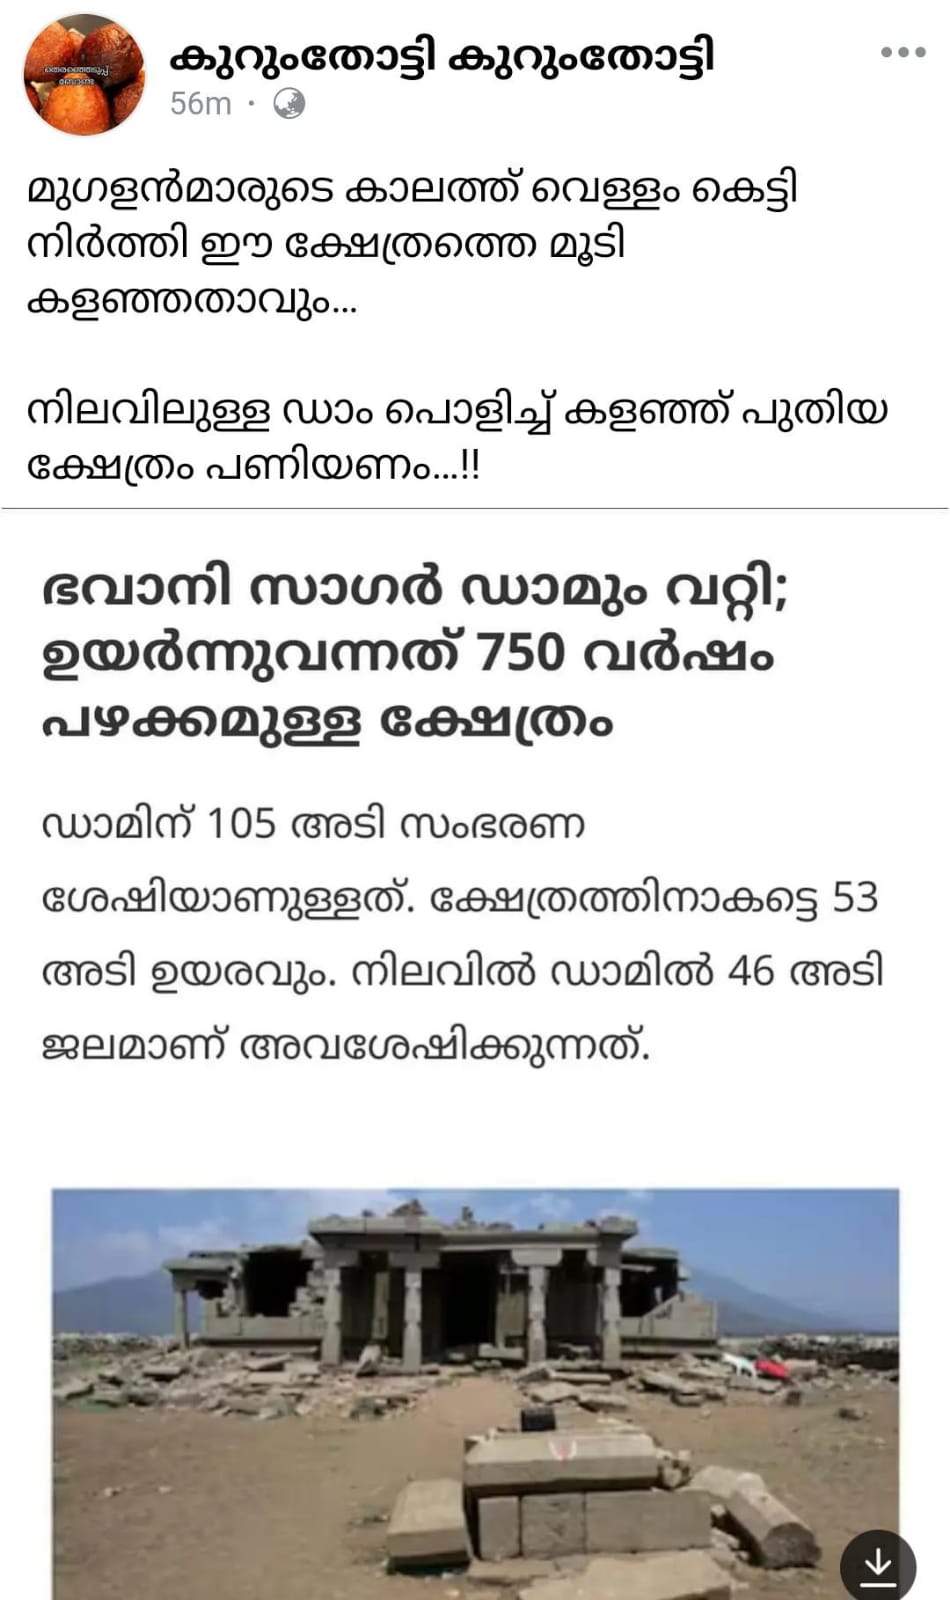 കുറുംതോട്ടി കുറുംതോട്ടി
56m ·
മുഗളൻമാരുടെ കാലത്ത് വെള്ളം കെട്ടി
നിർത്തി ഈ ക്ഷേത്രത്തെ മൂടി
കളഞ്ഞതാവും...
നിലവിലുള്ള ഡാം പൊളിച്ച് കളഞ്ഞ് പുതിയ
ക്ഷേത്രം പണിയണം...!!
ഭവാനി സാഗർ ഡാമും വറ്റി;
ഉയർന്നുവന്നത് 750 വർഷം
പഴക്കമുള്ള ക്ഷേത്രം
ഡാമിന് 105 അടി സംഭരണ
ശേഷിയാണുള്ളത്. ക്ഷേത്രത്തിനാകട്ടെ 53
അടി ഉയരവും. നിലവിൽ ഡാമിൽ 46 അടി
ജലമാണ് അവശേഷിക്കുന്നത്.